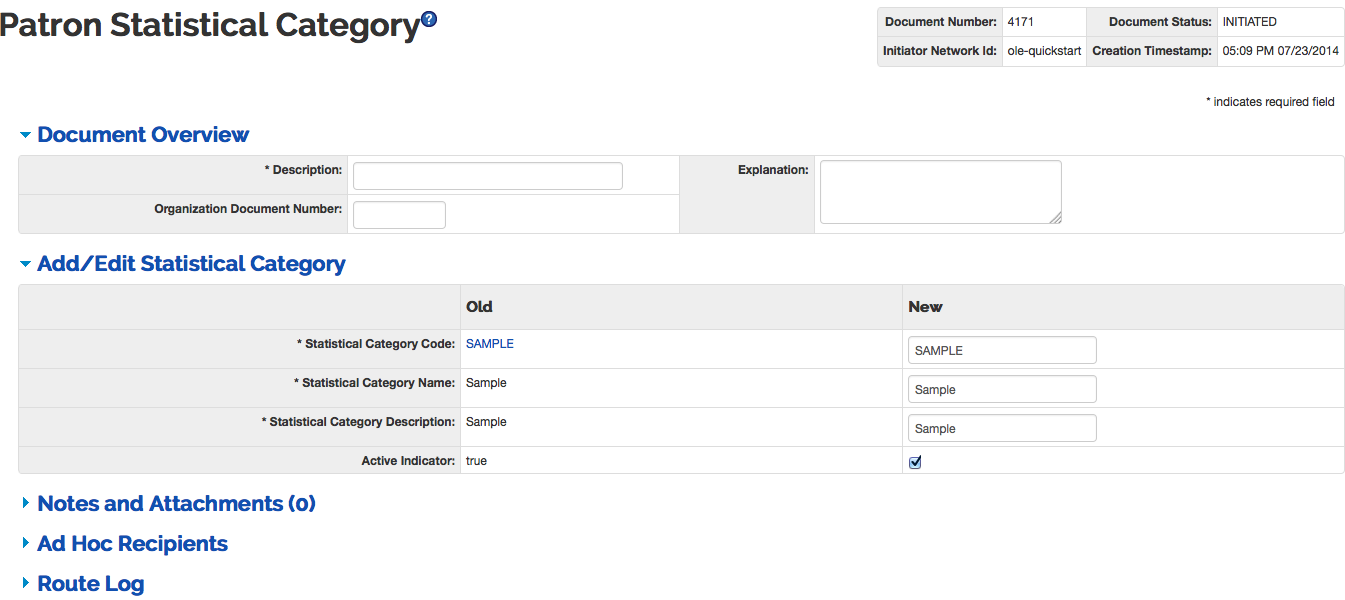 Patron Statistical Category?
Document Number: 4171 Document Status: INITIATED
Initiator Network Id: ole-quickstart Creation Timestamp: 05:09 PM 07/23/2014
* indicates required field
Document Overview
* Description: Explanation:
Organization Document Number:
Add/Edit Statistical Category
Old New
* Statistical Category Code: SAMPLE SAMPLE
* Statistical Category Name: Sample Sample
* Statistical Category Description: Sample Sample
Active Indicator: true
Notes and Attachments (0)
Ad Hoc Recipients
Route Log